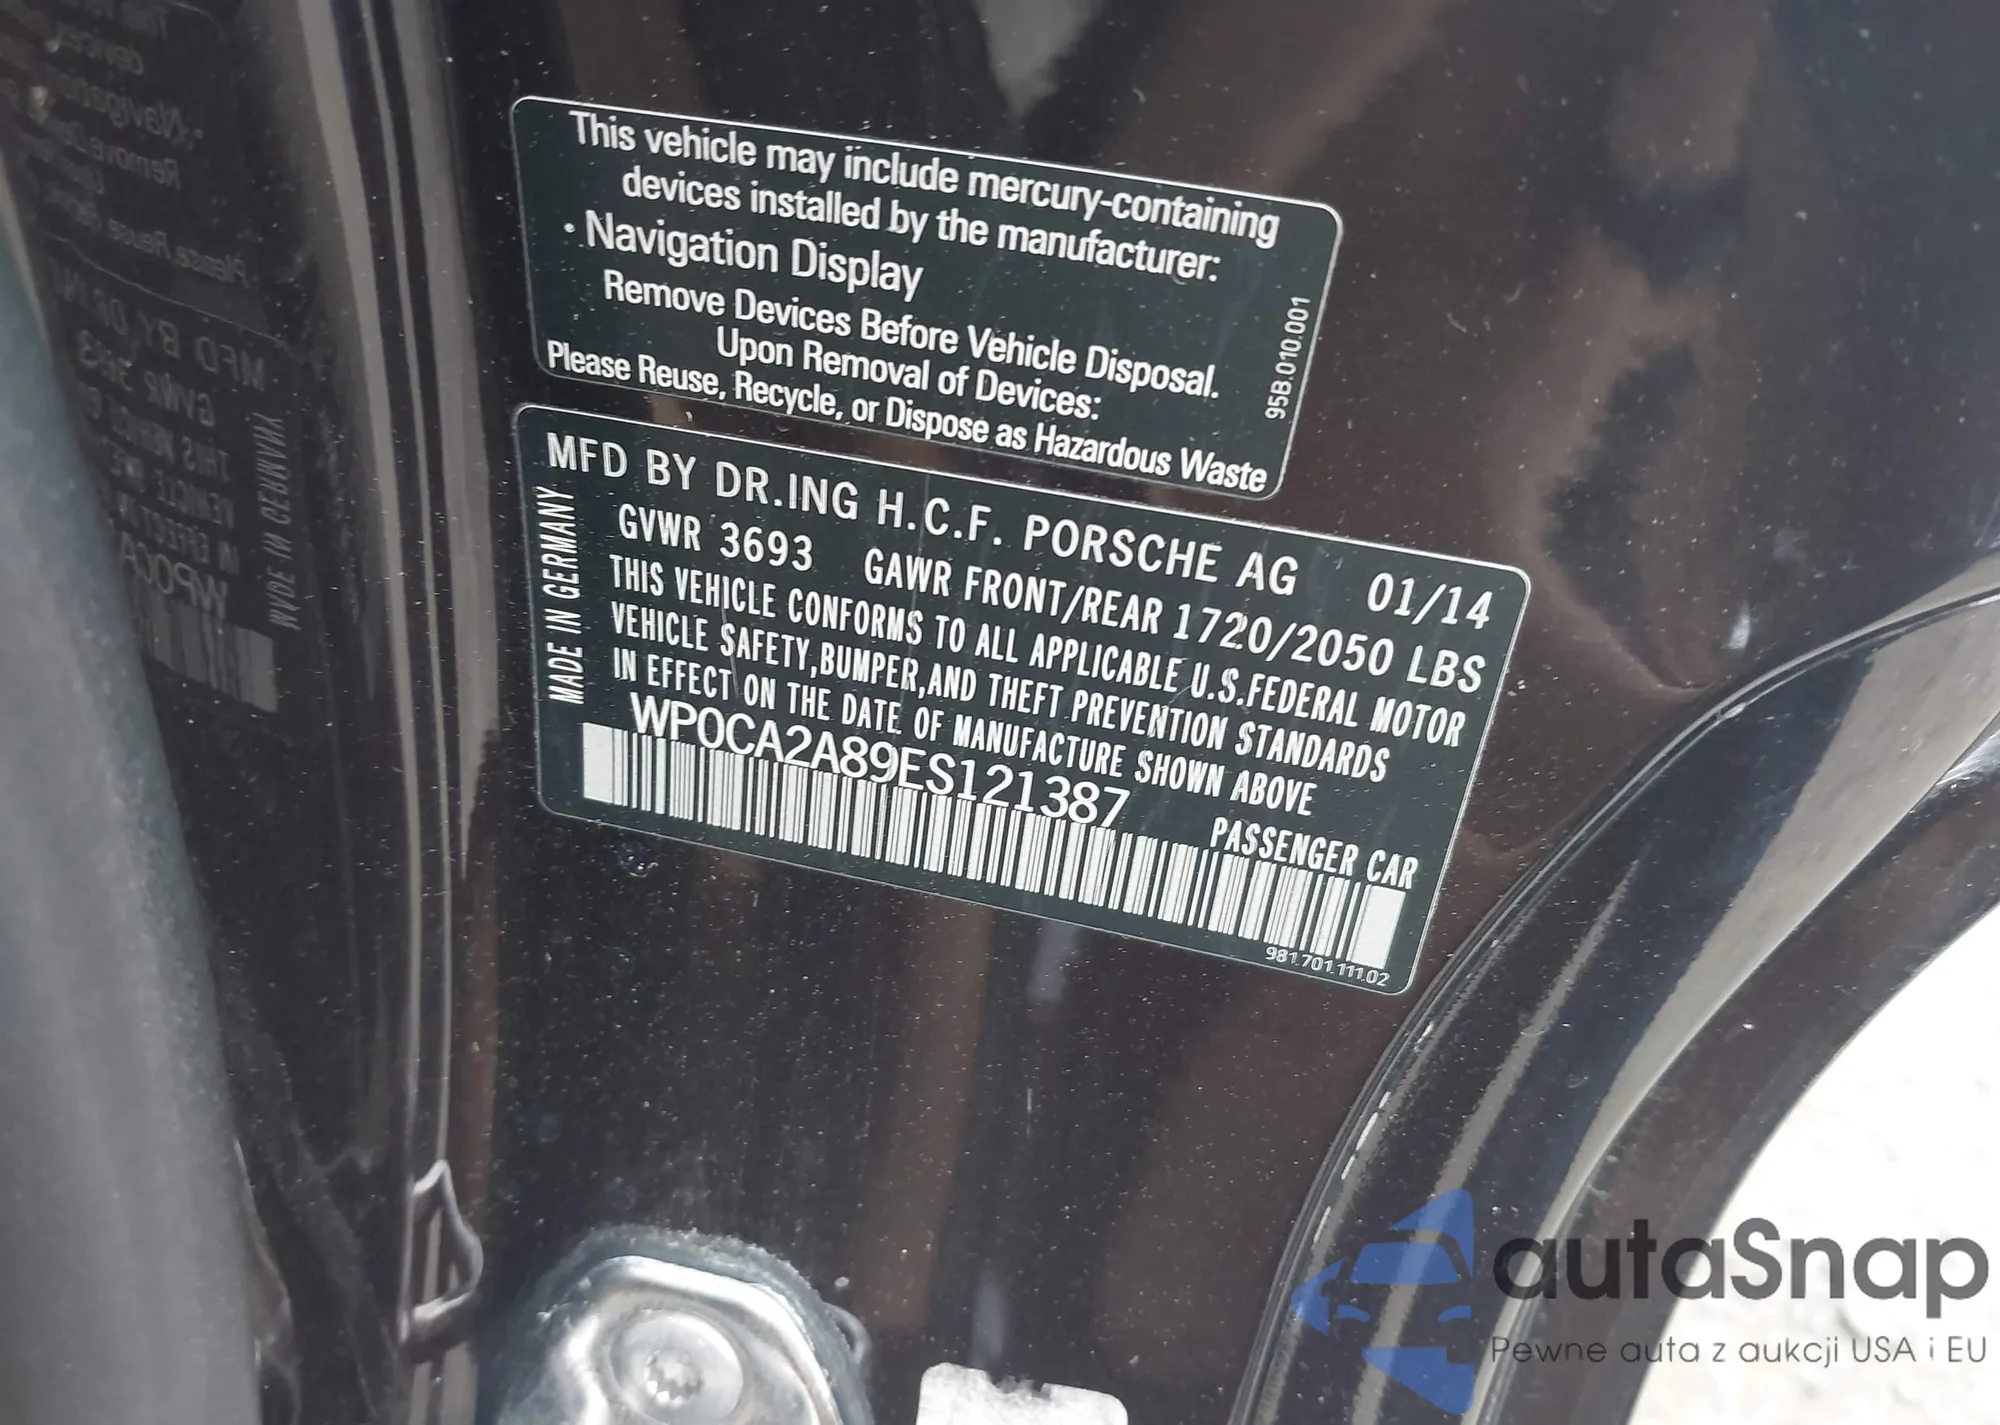 This vehicle may include mercury-containing
devices installed by the manufacturer:
• Navigation Display
Remove Devices Before Vehicle Disposal.
Upon Removal of Devices:
Please Reuse, Recycle, or Dispose as Hazardous Waste
95B.010.001
MFD BY DR.ING H.C.F. PORSCHE AG 01/14
GVWR 3693 GAWR FRONT/REAR 1720/2050 LBS
THIS VEHICLE CONFORMS TO ALL APPLICABLE U.S.FEDERAL MOTOR
VEHICLE SAFETY,BUMPER,AND THEFT PREVENTION STANDARDS
IN EFFECT ON THE DATE OF MANUFACTURE SHOWN ABOVE
WP0CA2A89ES121387
PASSENGER CAR
MADE IN GERMANY
981.701.111.02
autaSnap
Pewne auta z aukcji USA i EU